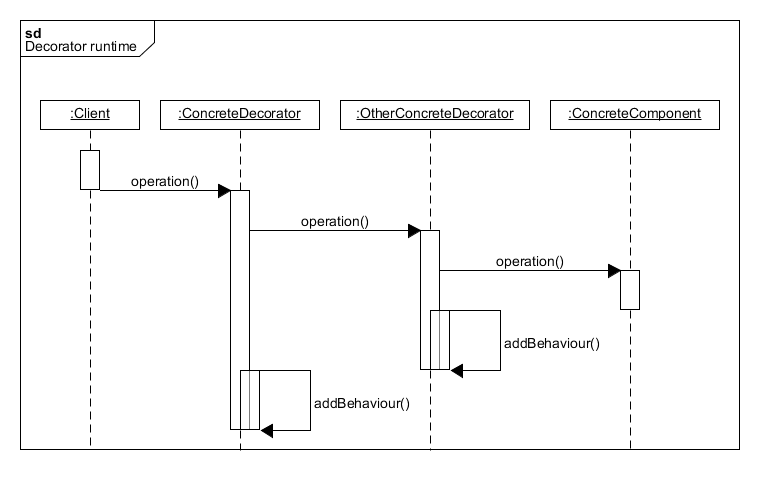 sd
Decorator runtime
:Client
:ConcreteDecorator
:OtherConcreteDecorator
:ConcreteComponent
operation()
operation()
operation()
addBehaviour()
addBehaviour()